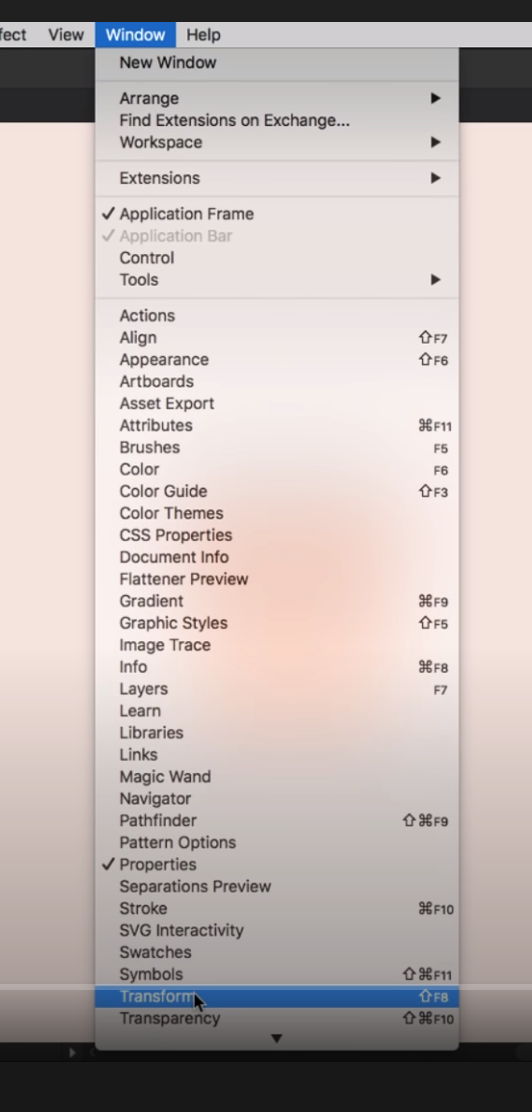 fect View Window Help
New Window
Arrange ▶
Find Extensions on Exchange... 
Workspace ▶
Extensions ▶
✓ Application Frame
✓ Application Bar
Control
Tools ▶
Actions
Align ⇧F7
Appearance ⇧F6
Artboards
Asset Export
Attributes ⌘F11
Brushes F5
Color F6
Color Guide ⇧F3
Color Themes
CSS Properties
Document Info
Flattener Preview
Gradient ⌘F9
Graphic Styles ⇧F5
Image Trace
Info ⌘F8
Layers F7
Learn
Libraries
Links
Magic Wand
Navigator
Pathfinder ⇧⌘F9
Pattern Options
✓ Properties
Separations Preview
Stroke ⌘F10
SVG Interactivity
Swatches
Symbols ⇧⌘F11
Transform ⇧F8
Transparency ⇧⌘F10